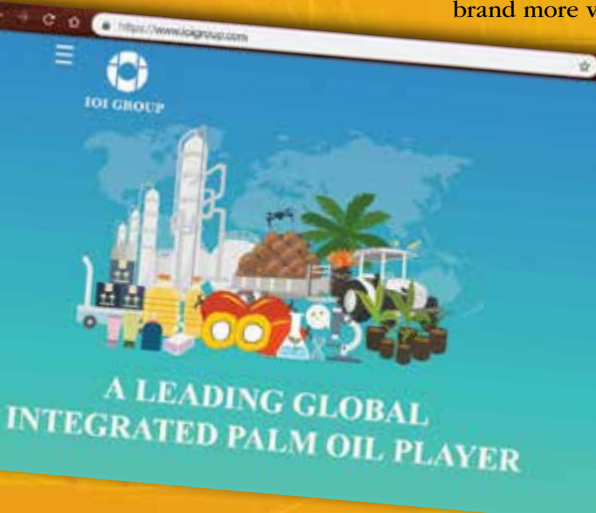 brand more v
https://www.ioigroup.com
IOI GROUP
A LEADING GLOBAL
INTEGRATED PALM OIL PLAYER